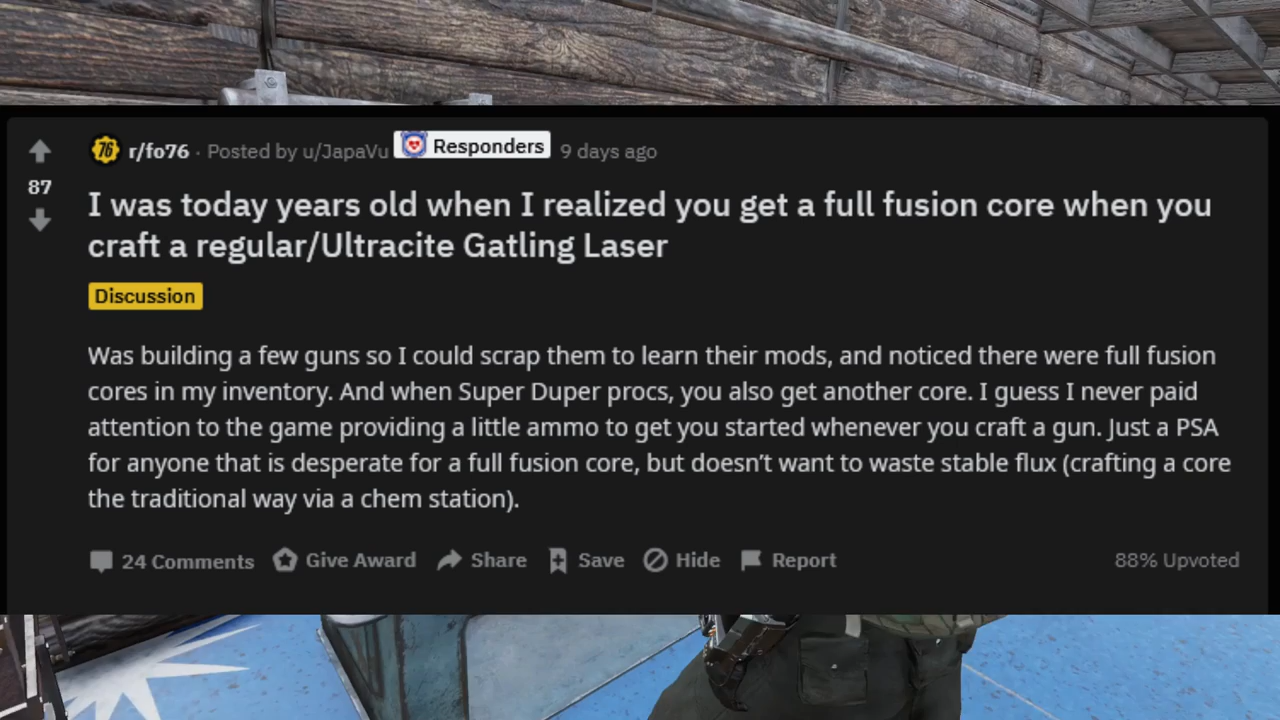 76 r/fo76 · Posted by u/JapaVu Responders 9 days ago
87
I was today years old when I realized you get a full fusion core when you
craft a regular/Ultracite Gatling Laser
Discussion
Was building a few guns so I could scrap them to learn their mods, and noticed there were full fusion
cores in my inventory. And when Super Duper procs, you also get another core. I guess I never paid
attention to the game providing a little ammo to get you started whenever you craft a gun. Just a PSA
for anyone that is desperate for a full fusion core, but doesn’t want to waste stable flux (crafting a core
the traditional way via a chem station).
24 Comments Give Award Share Save Hide Report 88% Upvoted